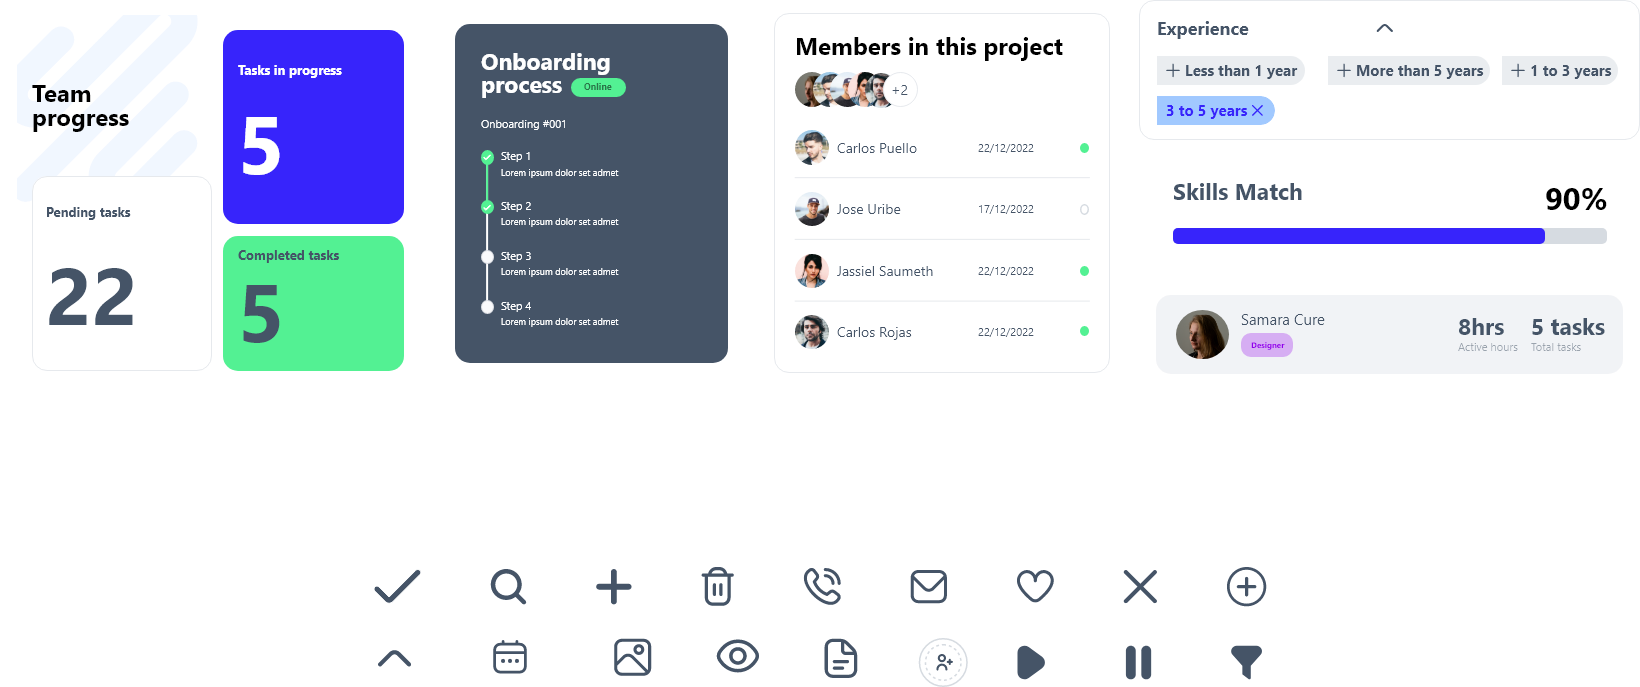 Team
progress
Pending tasks
22
Tasks in progress
5
Completed tasks
5
Onboarding
process
Online
Onboarding #001
Step 1
Lorem ipsum dolor set admet
Step 2
Lorem ipsum dolor set admet
Step 3
Lorem ipsum dolor set admet
Step 4
Lorem ipsum dolor set admet
Members in this project
+2
Carlos Puello 22/12/2022
Jose Uribe 17/12/2022
Jassiel Saumeth 22/12/2022
Carlos Rojas 22/12/2022
Experience
Less than 1 year More than 5 years 1 to 3 years
3 to 5 years
Skills Match 90%
Samara Cure
Designer
8hrs 5 tasks
Active hours Total tasks